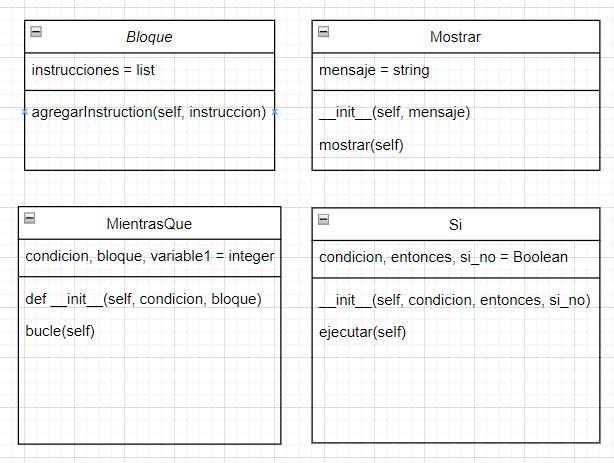 Bloque
instrucciones = list
agregarInstruction(self, instruccion)
Mostrar
mensaje = string
__init__(self, mensaje)
mostrar(self)
MientrasQue
condicion, bloque, variable1 = integer
def __init__(self, condicion, bloque)
bucle(self)
Si
condicion, entonces, si_no = Boolean
__init__(self, condicion, entonces, si_no)
ejecutar(self)